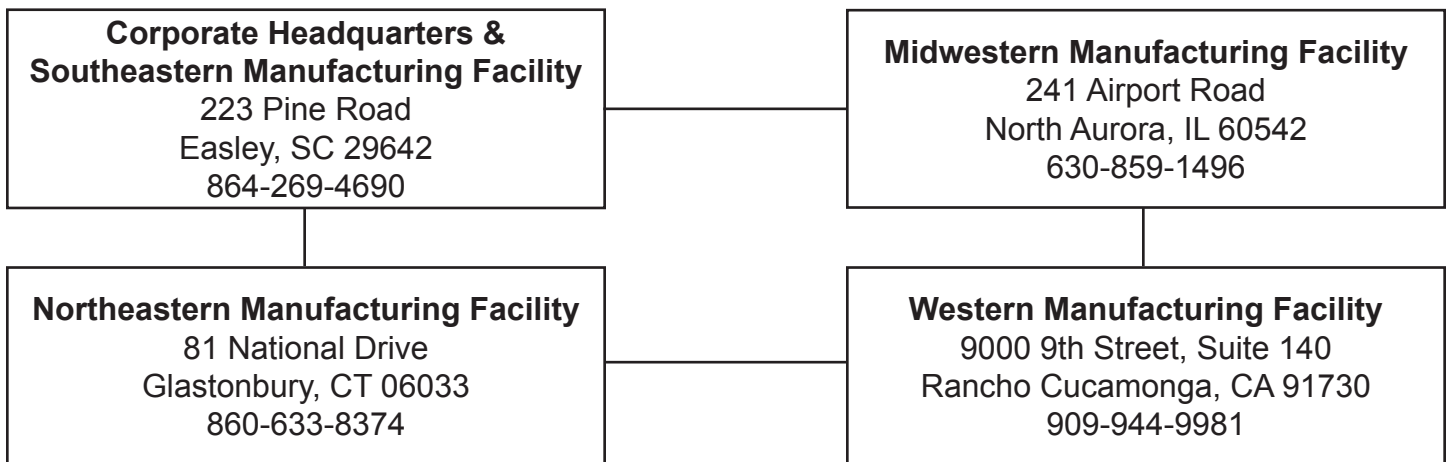 Corporate Headquarters &
Southeastern Manufacturing Facility
223 Pine Road
Easley, SC 29642
864-269-4690
Midwestern Manufacturing Facility
241 Airport Road
North Aurora, IL 60542
630-859-1496
Northeastern Manufacturing Facility
81 National Drive
Glastonbury, CT 06033
860-633-8374
Western Manufacturing Facility
9000 9th Street, Suite 140
Rancho Cucamonga, CA 91730
909-944-9981